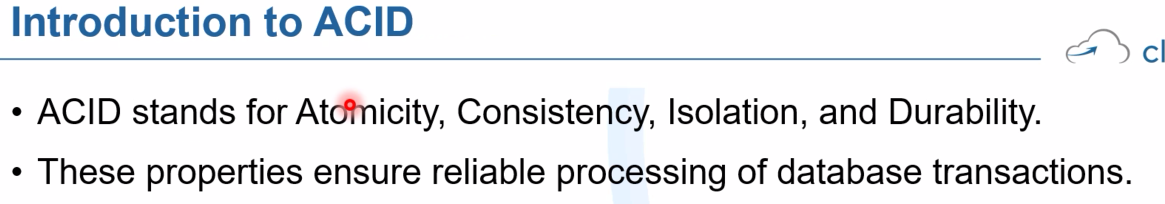 Introduction to ACID
cl
• ACID stands for Atomicity, Consistency, Isolation, and Durability.
• These properties ensure reliable processing of database transactions.